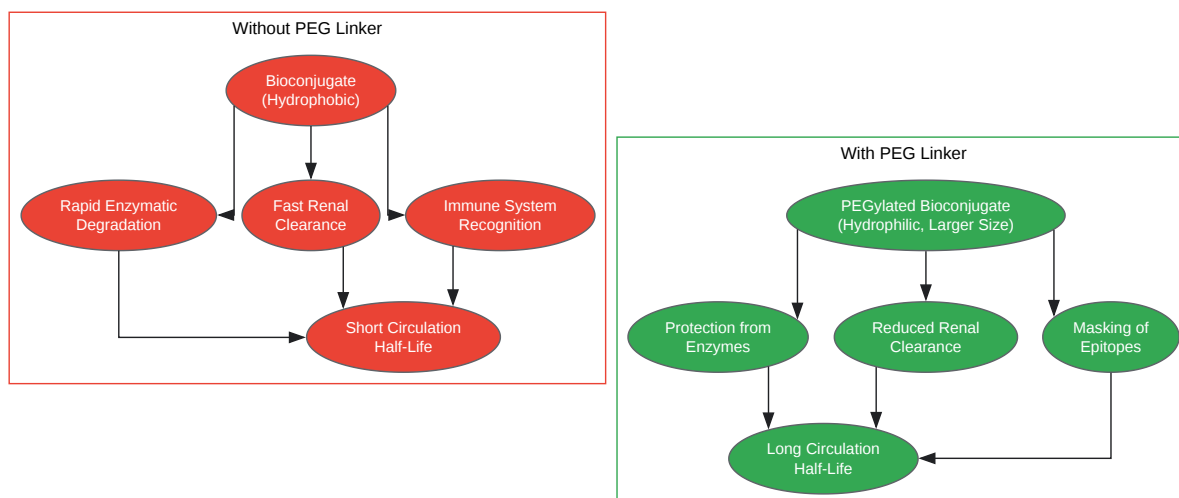 Without PEG Linker
Bioconjugate
(Hydrophobic)
Rapid Enzymatic
Degradation
Fast Renal
Clearance
Immune System
Recognition
Short Circulation
Half-Life
With PEG Linker
PEGylated Bioconjugate
(Hydrophilic, Larger Size)
Protection from
Enzymes
Reduced Renal
Clearance
Masking of
Epitopes
Long Circulation
Half-Life